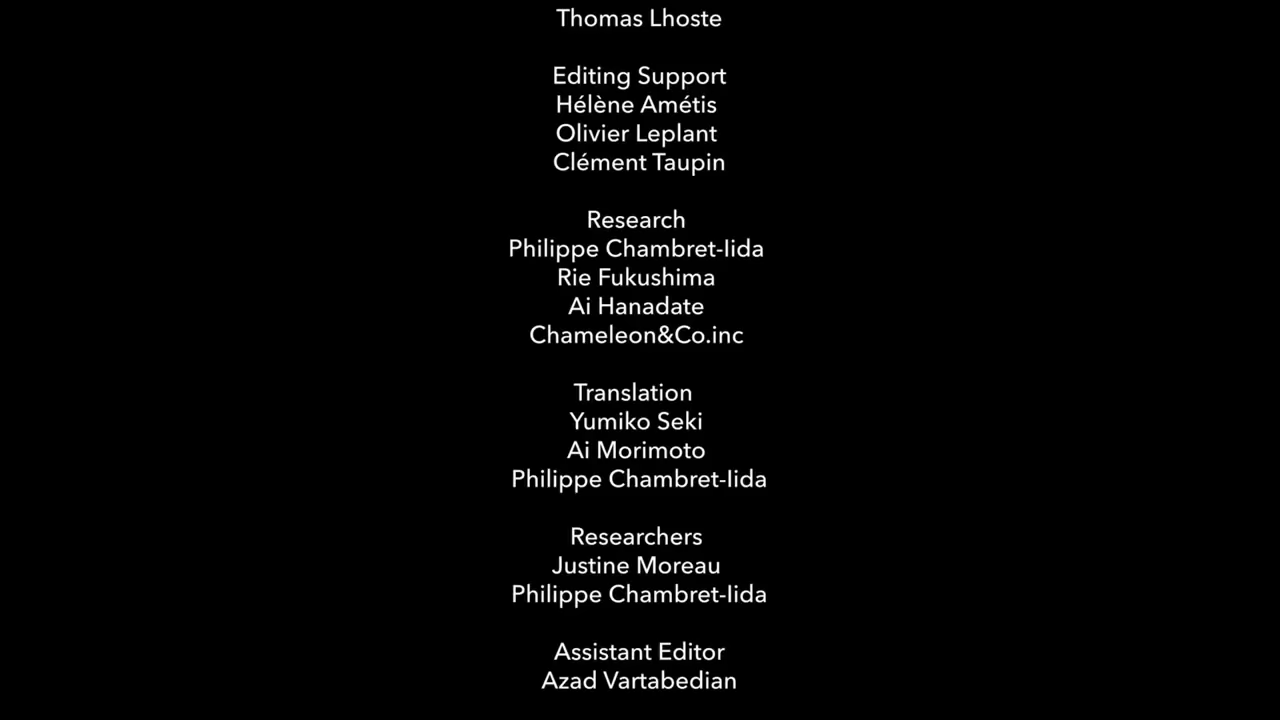 Thomas Lhoste
Editing Support
Hélène Amétis
Olivier Leplant
Clément Taupin
Research
Philippe Chambret-Iida
Rie Fukushima
Ai Hanadate
Chameleon&Co.inc
Translation
Yumiko Seki
Ai Morimoto
Philippe Chambret-Iida
Researchers
Justine Moreau
Philippe Chambret-Iida
Assistant Editor
Azad Vartabedian